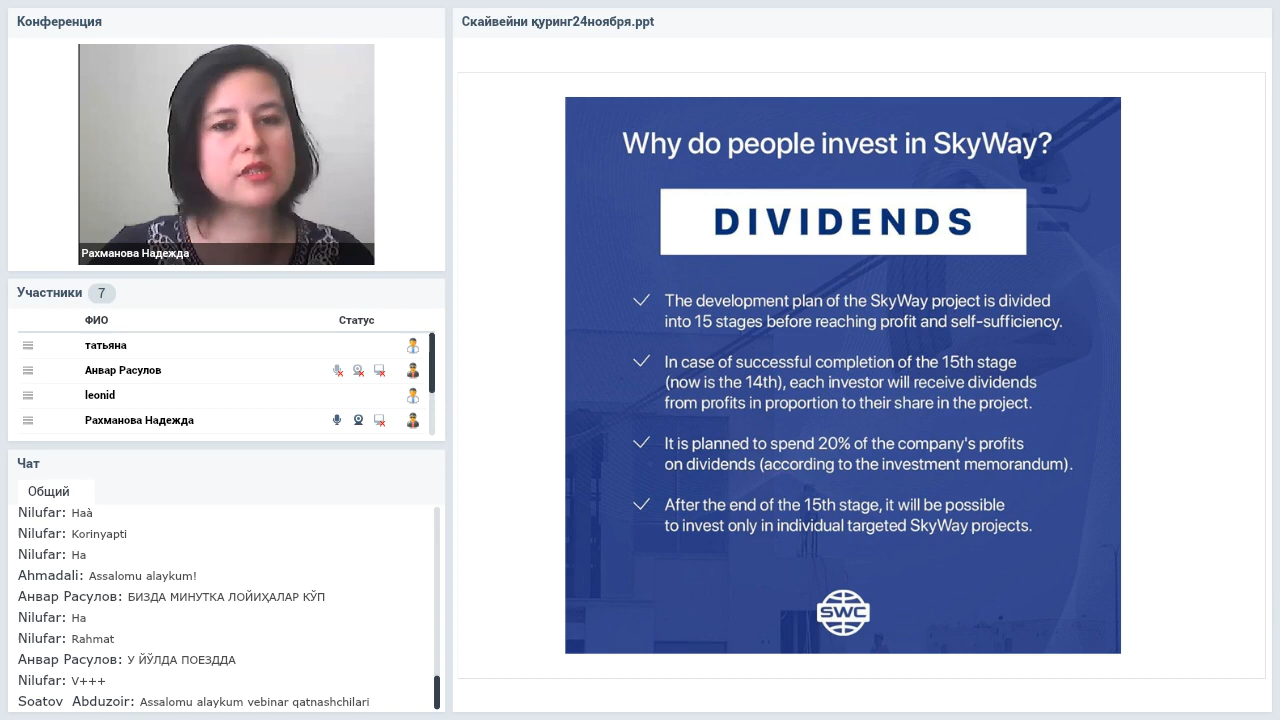 Конференция
Рахманова Надежда
Участники 7
ФИО Статус
татьяна
Анвар Расулов
leonid
Рахманова Надежда
Чат
Общий
Nilufar: Haà
Nilufar: Korinyapti
Nilufar: Ha
Ahmadali: Assalomu alaykum!
Анвар Расулов: БИЗДА МИНУТКА ЛОЙИҲАЛАР КЎП
Nilufar: Ha
Nilufar: Rahmat
Анвар Расулов: У ЙЎЛДА ПОЕЗДДА
Nilufar: V+++
Soatov Abduzoir: Assalomu alaykum vebinar qatnashchilari
Скайвейни қуринг24ноября.ppt
Why do people invest in SkyWay?
DIVIDENDS
The development plan of the SkyWay project is divided
into 15 stages before reaching profit and self-sufficiency.
In case of successful completion of the 15th stage
(now is the 14th), each investor will receive dividends
from profits in proportion to their share in the project.
It is planned to spend 20% of the company's profits
on dividends (according to the investment memorandum).
After the end of the 15th stage, it will be possible
to invest only in individual targeted SkyWay projects.
SWC